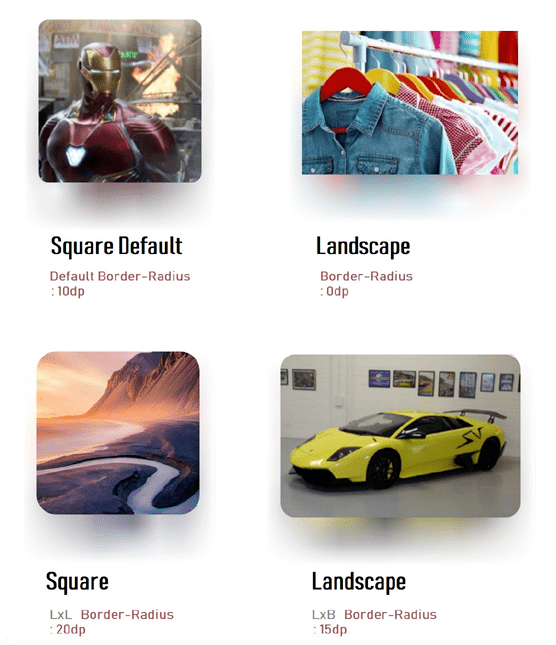 Square Default
Default Border-Radius
: 10dp
Landscape
Border-Radius
: 0dp
Square
LxL Border-Radius
: 20dp
Landscape
LxB Border-Radius
: 15dp